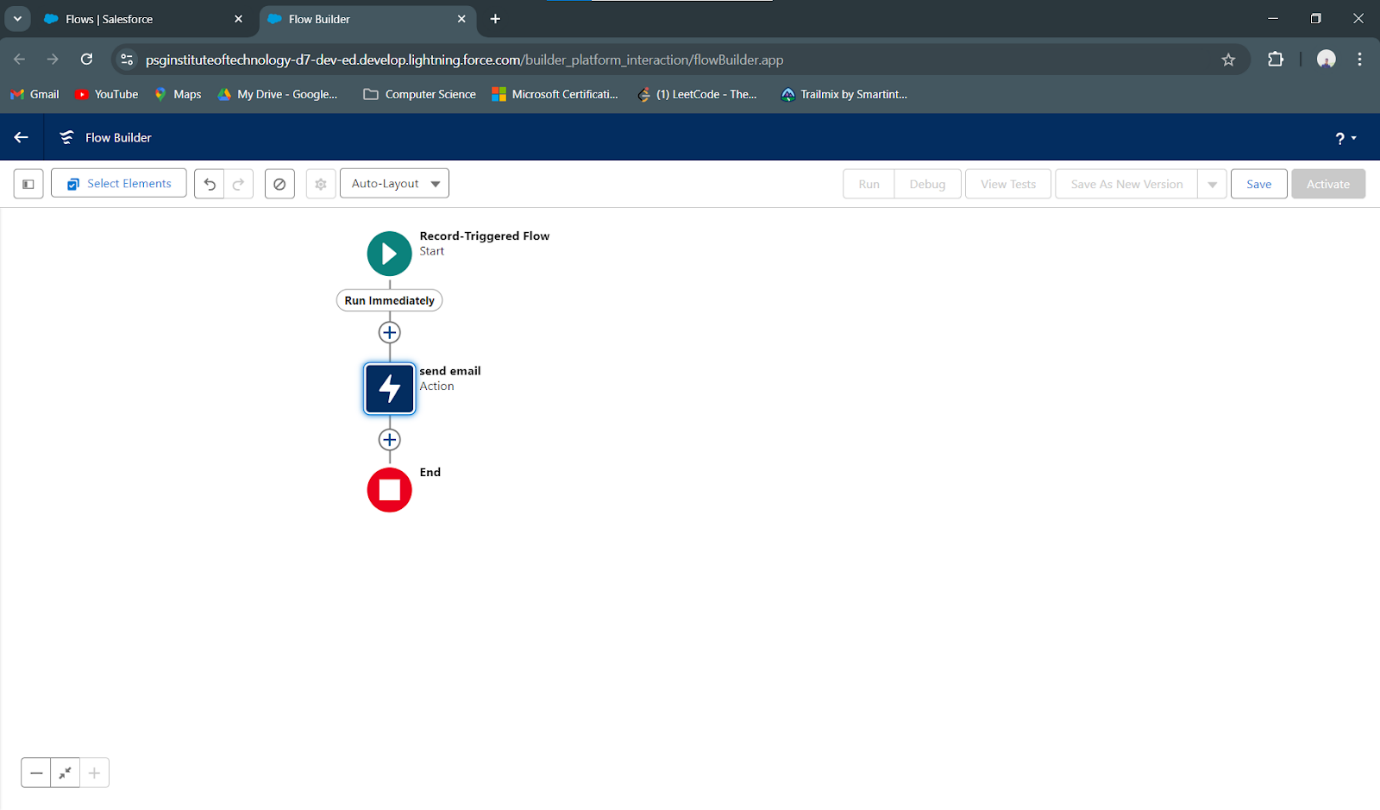 Flows | Salesforce
Flow Builder
psginstituteoftechnology-d7-dev-ed.develop.lightning.force.com/builder_platform_interaction/flowBuilder.app
Gmail YouTube Maps My Drive - Google... Computer Science Microsoft Certificati... (1) LeetCode - The... Trailmix by Smartint...
Flow Builder ?
Select Elements Auto-Layout Run Debug View Tests Save As New Version Save Activate
Record-Triggered Flow
Start
Run Immediately
send email
Action
End